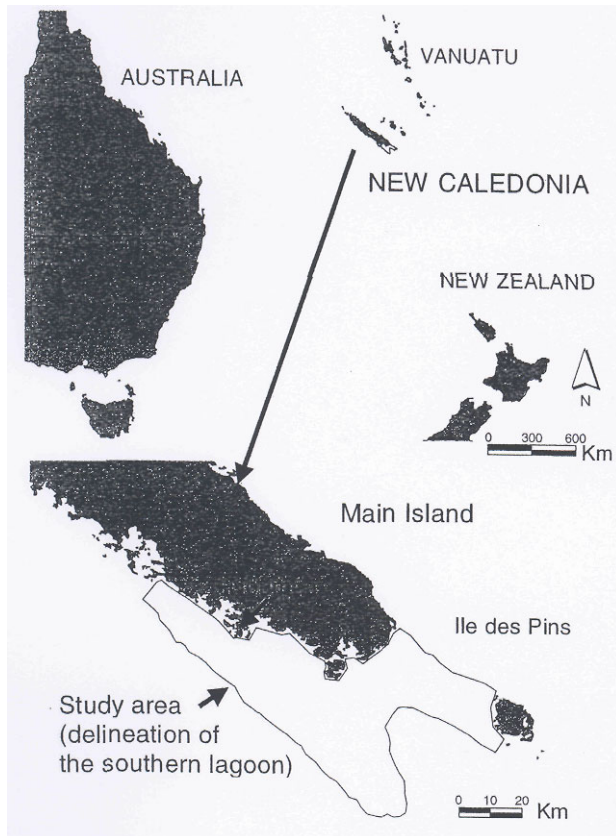 AUSTRALIA
VANUATU
NEW CALEDONIA
NEW ZEALAND
N
0 300 600
Km
Main Island
Ile des Pins
Study area
(delineation of
the southern lagoon)
0 10 20
Km